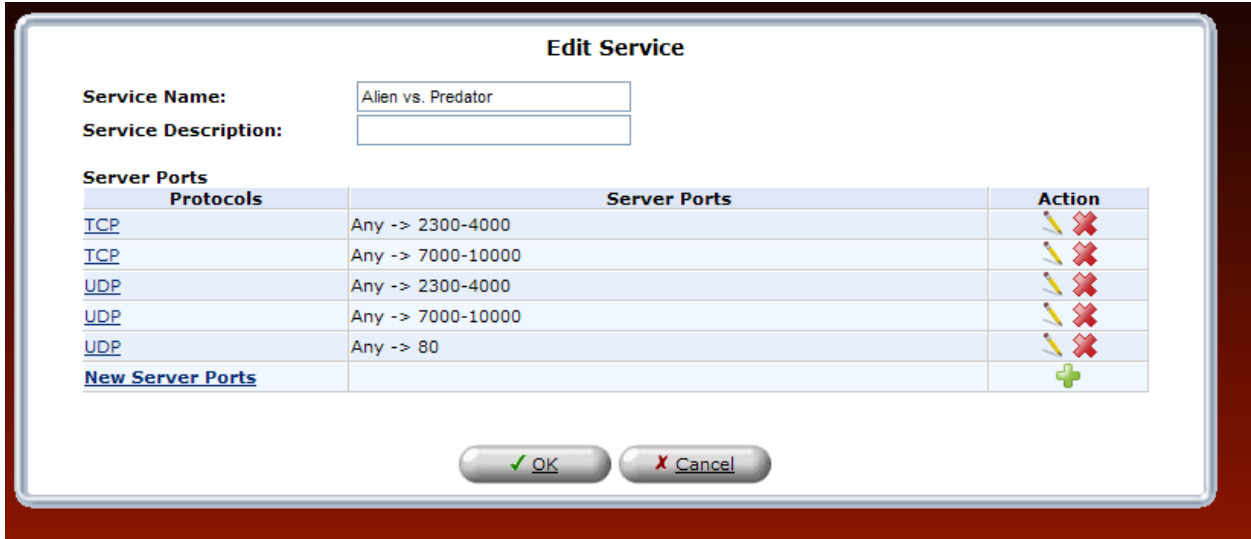 Edit Service
Service Name: Alien vs. Predator
Service Description:
Server Ports
Protocols Server Ports Action
TCP Any -> 2300-4000
TCP Any -> 7000-10000
UDP Any -> 2300-4000
UDP Any -> 7000-10000
UDP Any -> 80
New Server Ports
OK Cancel